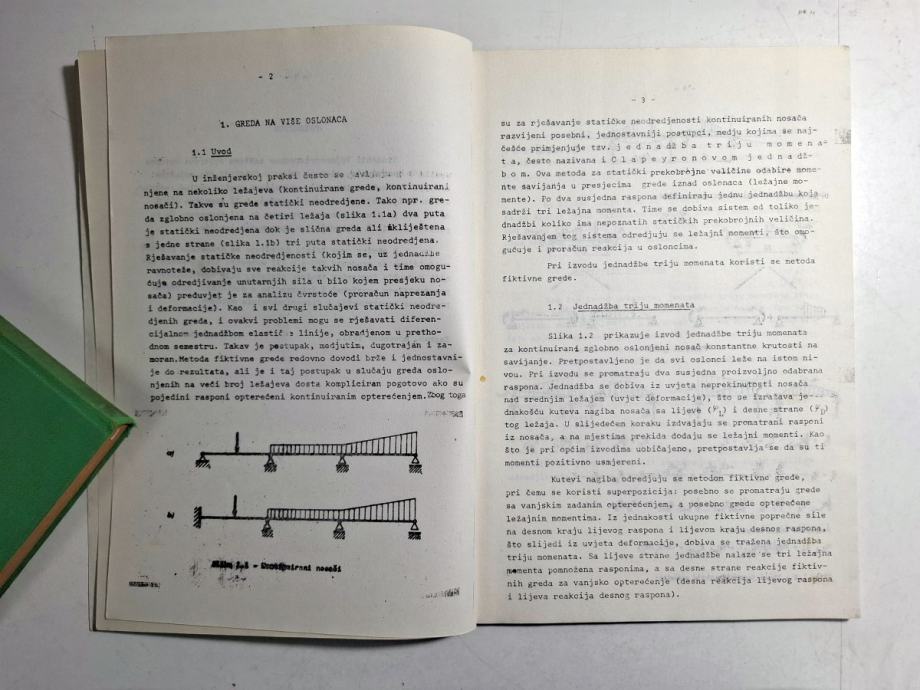 - 2
1. GREDA NA VIŠE OSLONACA
1.1 Uvod
U inženjerskoj praksi često se
njene na nekoliko ležajeva (kontinuirane grede, kontinuirani
nosači). Takve su grede statički neodredjene. Tako npr. gre-
da zglobno oslonjena na četiri ležaja (slika 1.1a) dva puta
je statički neodredjena dok je slična greda ali ukliještena
s jedne strane (slika 1.1b) tri puta statički neodredjena.
Rješavanje statičke neodredjenosti (kojim se, uz jednadžbe
ravnoteže, dobivaju sve reakcije takvih nosača i time omogu-
ćuje odredjivanje unutarnjih sila u bilo kojem presjeku no-
sača) preduvjet je za analizu čvrstoće (proračun naprezanja
i deformacije). Kao i svi drugi slučajevi statički neodre-
djenih greda, i ovakvi problemi mogu se rješavati diferen-
cijalnom jednadžbom elastične linije, obradjenom u pretho-
dnom semestru. Takav je postupak, medjutim, dugotrajan i za-
moran. Metoda fiktivne grede redovno dovodi brže i jednostavni-
je do rezultata, ali je i taj postupak u slučaju greda oslo-
njenih na veći broj ležajeva dosta kompliciran pogotovo ako su
pojedini rasponi opterećeni kontinuiranim opterećenjem. Zbog toga
a)
b)
Slika 1.1 - Kontinuirani nosači
- 3 -
su za rješavanje statičke neodredjenosti kontinuiranih nosača
razvijeni posebni, jednostavniji postupci, medju kojima se naj-
češće primjenjuje tzv. j e d n a d ž b a t r i j u m o m e n a-
t a, često nazivana i C l a p e y r o n o v o m j e d n a d ž-
b o m. Ova metoda za statički prekobrojne veličine odabire mome-
nte savijanja u presjecima grede iznad oslonaca (ležajne mo-
mente). Po dva susjedna raspona definiraju jednu jednadžbu koja
sadrži tri ležajna momenta. Time se dobiva sistem od toliko je-
dnadžbi koliko ima nepoznatih statičkih prekobrojnih veličina.
Rješavanjem tog sistema odredjuju se ležajni momenti, što omo-
gućuje i proračun reakcija u osloncima.
Pri izvodu jednadžbe triju momenata koristi se metoda
fiktivne grede.
1.2 Jednadžba triju momenata
Slika 1.2 prikazuje izvod jednadžbe triju momenata
za kontinuirani zglobno oslonjeni nosač konstantne krutosti na
savijanje. Pretpostavljeno je da svi oslonci leže na istom ni-
vou. Pri izvodu se promatraju dva susjedna proizvoljno odabrana
raspona. Jednadžba se dobiva iz uvjeta neprekinutosti nosača
nad srednjim ležajem (uvjet deformacije), što se izražava je-
dnakošću kuteva nagiba nosača sa lijeve (φL) i desne strane (φD)
tog ležaja. U slijedećem koraku izdvajaju se promatrani rasponi
iz nosača, a na mjestima prekida dodaju se ležajni momenti. Kao
što je pri općim izvodima uobičajeno, pretpostavlja se da su ti
momenti pozitivno usmjereni.
Kutevi nagiba odredjuju se metodom fiktivne grede,
pri čemu se koristi superpozicija: posebno se promatraju grede
sa vanjskim zadanim opterećenjem, a posebno grede opterećene
ležajnim momentima. Iz jednakosti ukupne fiktivne poprečne sile
na desnom kraju lijevog raspona i lijevom kraju desnog raspona,
što slijedi iz uvjeta deformacije, dobiva se tražena jednadžba
triju momenata. Sa lijeve strane jednadžbe nalaze se tri ležajna
momenta pomnožena rasponima, a sa desne strane reakcije fiktiv-
nih greda za vanjsko opterećenje (desna reakcija lijevog raspona
i lijeva reakcija desnog raspona).